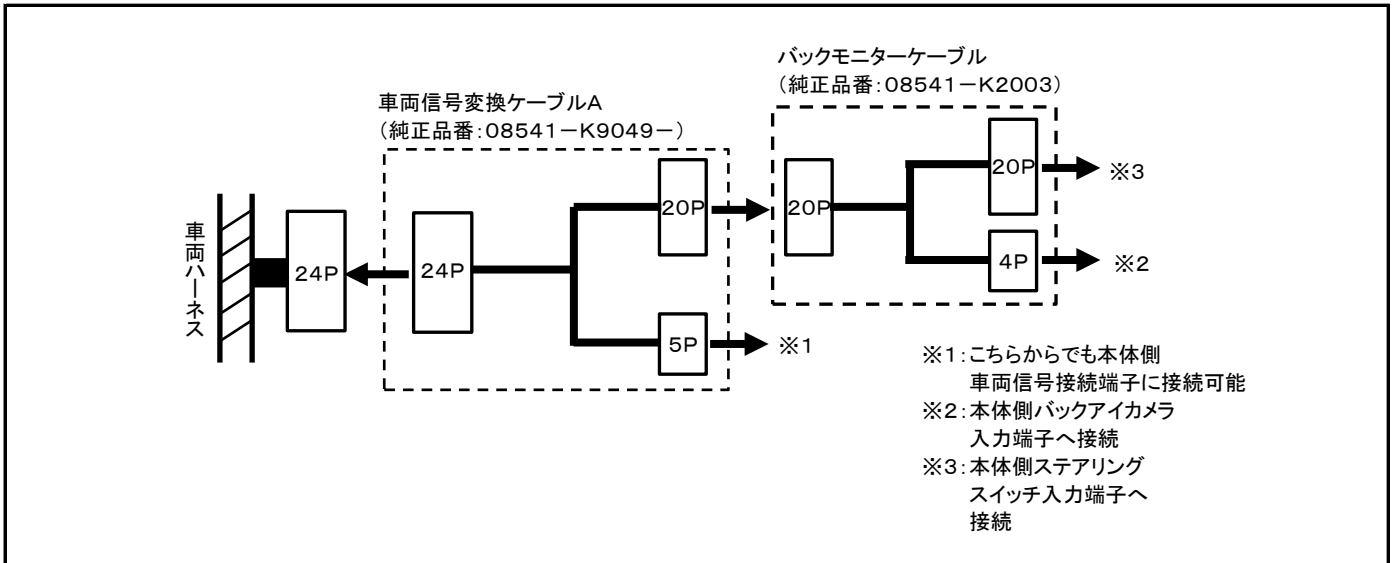 バックモニターケーブル
（純正品番：08541－K2003）
車両信号変換ケーブルA
（純正品番：08541－K9049－）
車両ハーネス
24P
24P
20P
5P
※1
20P
20P
※3
4P
※2
※1：こちらからでも本体側
車両信号接続端子に接続可能
※2：本体側バックアイカメラ
入力端子へ接続
※3：本体側ステアリング
スイッチ入力端子へ
接続